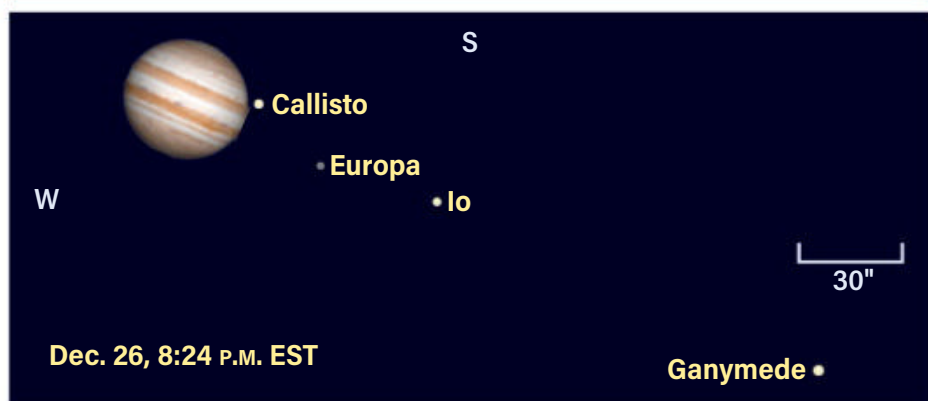 S
Callisto
Europa
W
Io
30"
Dec. 26, 8:24 P.M. EST
Ganymede